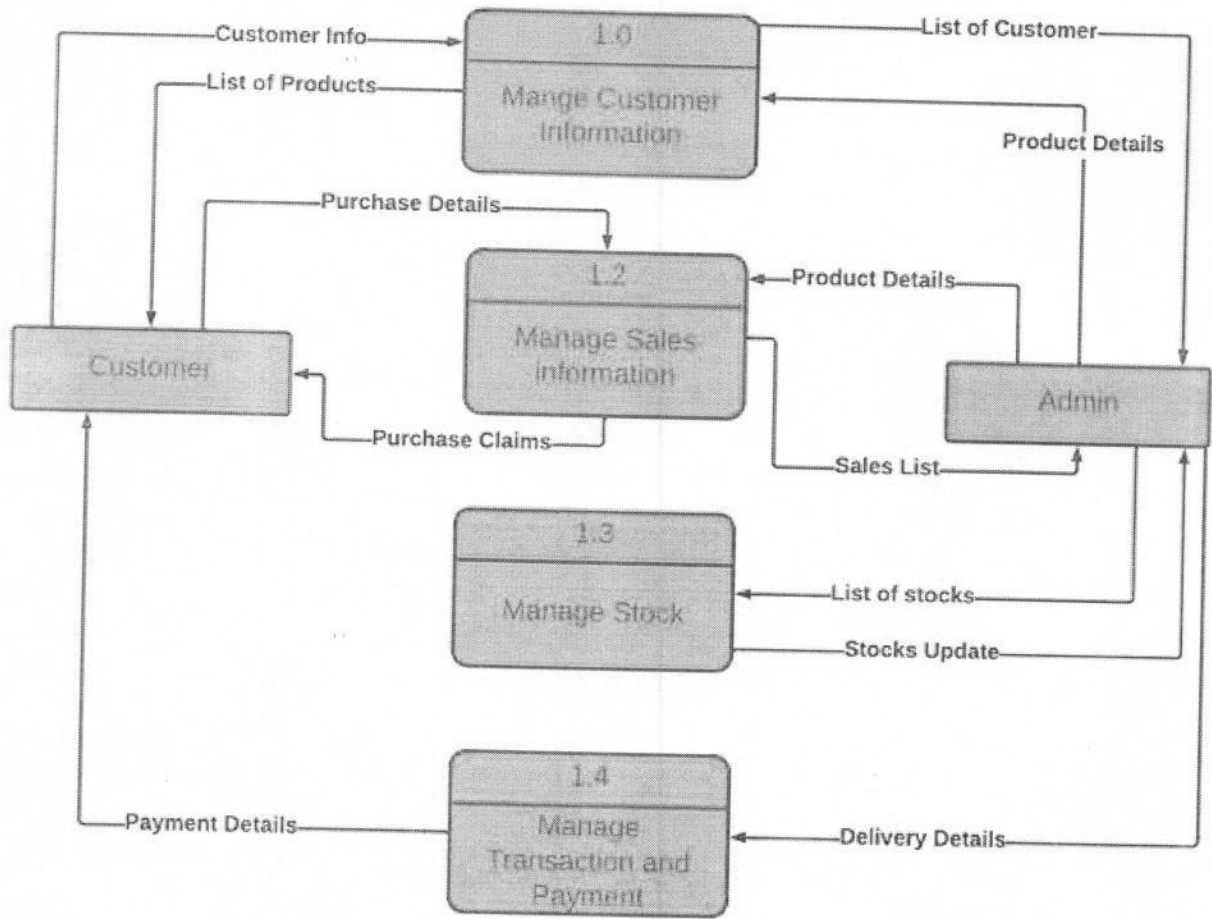 1.0
Customer Info
List of Customer
List of Products
Mange Customer
Information
Product Details
Purchase Details
1.2
Product Details
Manage Sales
information
Customer
Admin
Purchase Claims
Sales List
1.3
List of stocks
Manage Stock
Stocks Update
1.4
Payment Details
Manage
Transaction and
Payment
Delivery Details